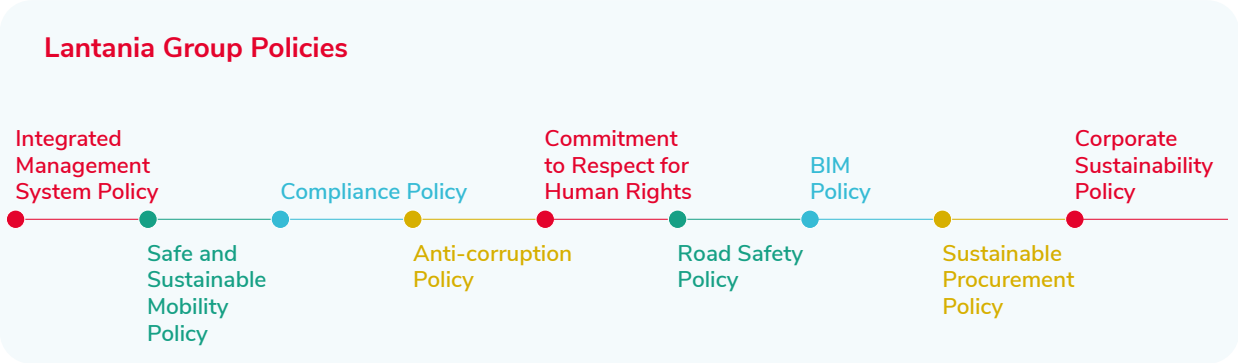 Lantania Group Policies
Integrated
Management
System Policy
Safe and
Sustainable
Mobility
Policy
Compliance Policy
Anti-corruption
Policy
Commitment
to Respect for
Human Rights
Road Safety
Policy
BIM
Policy
Sustainable
Procurement
Policy
Corporate
Sustainability
Policy